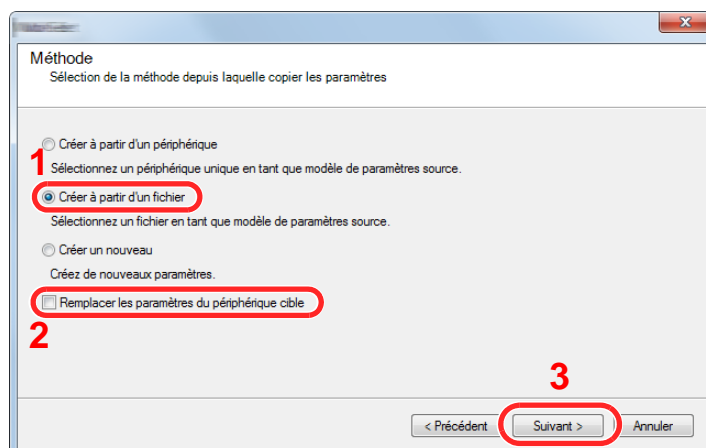 Méthode
Sélection de la méthode depuis laquelle copier les paramètres
Créer à partir d'un périphérique
1
Sélectionnez un périphérique unique en tant que modèle de paramètres source.
Créer à partir d'un fichier
Sélectionnez un fichier en tant que modèle de paramètres source.
Créer un nouveau
Créez de nouveaux paramètres.
Remplacer les paramètres du périphérique cible
2
3
< Précédent Suivant > Annuler